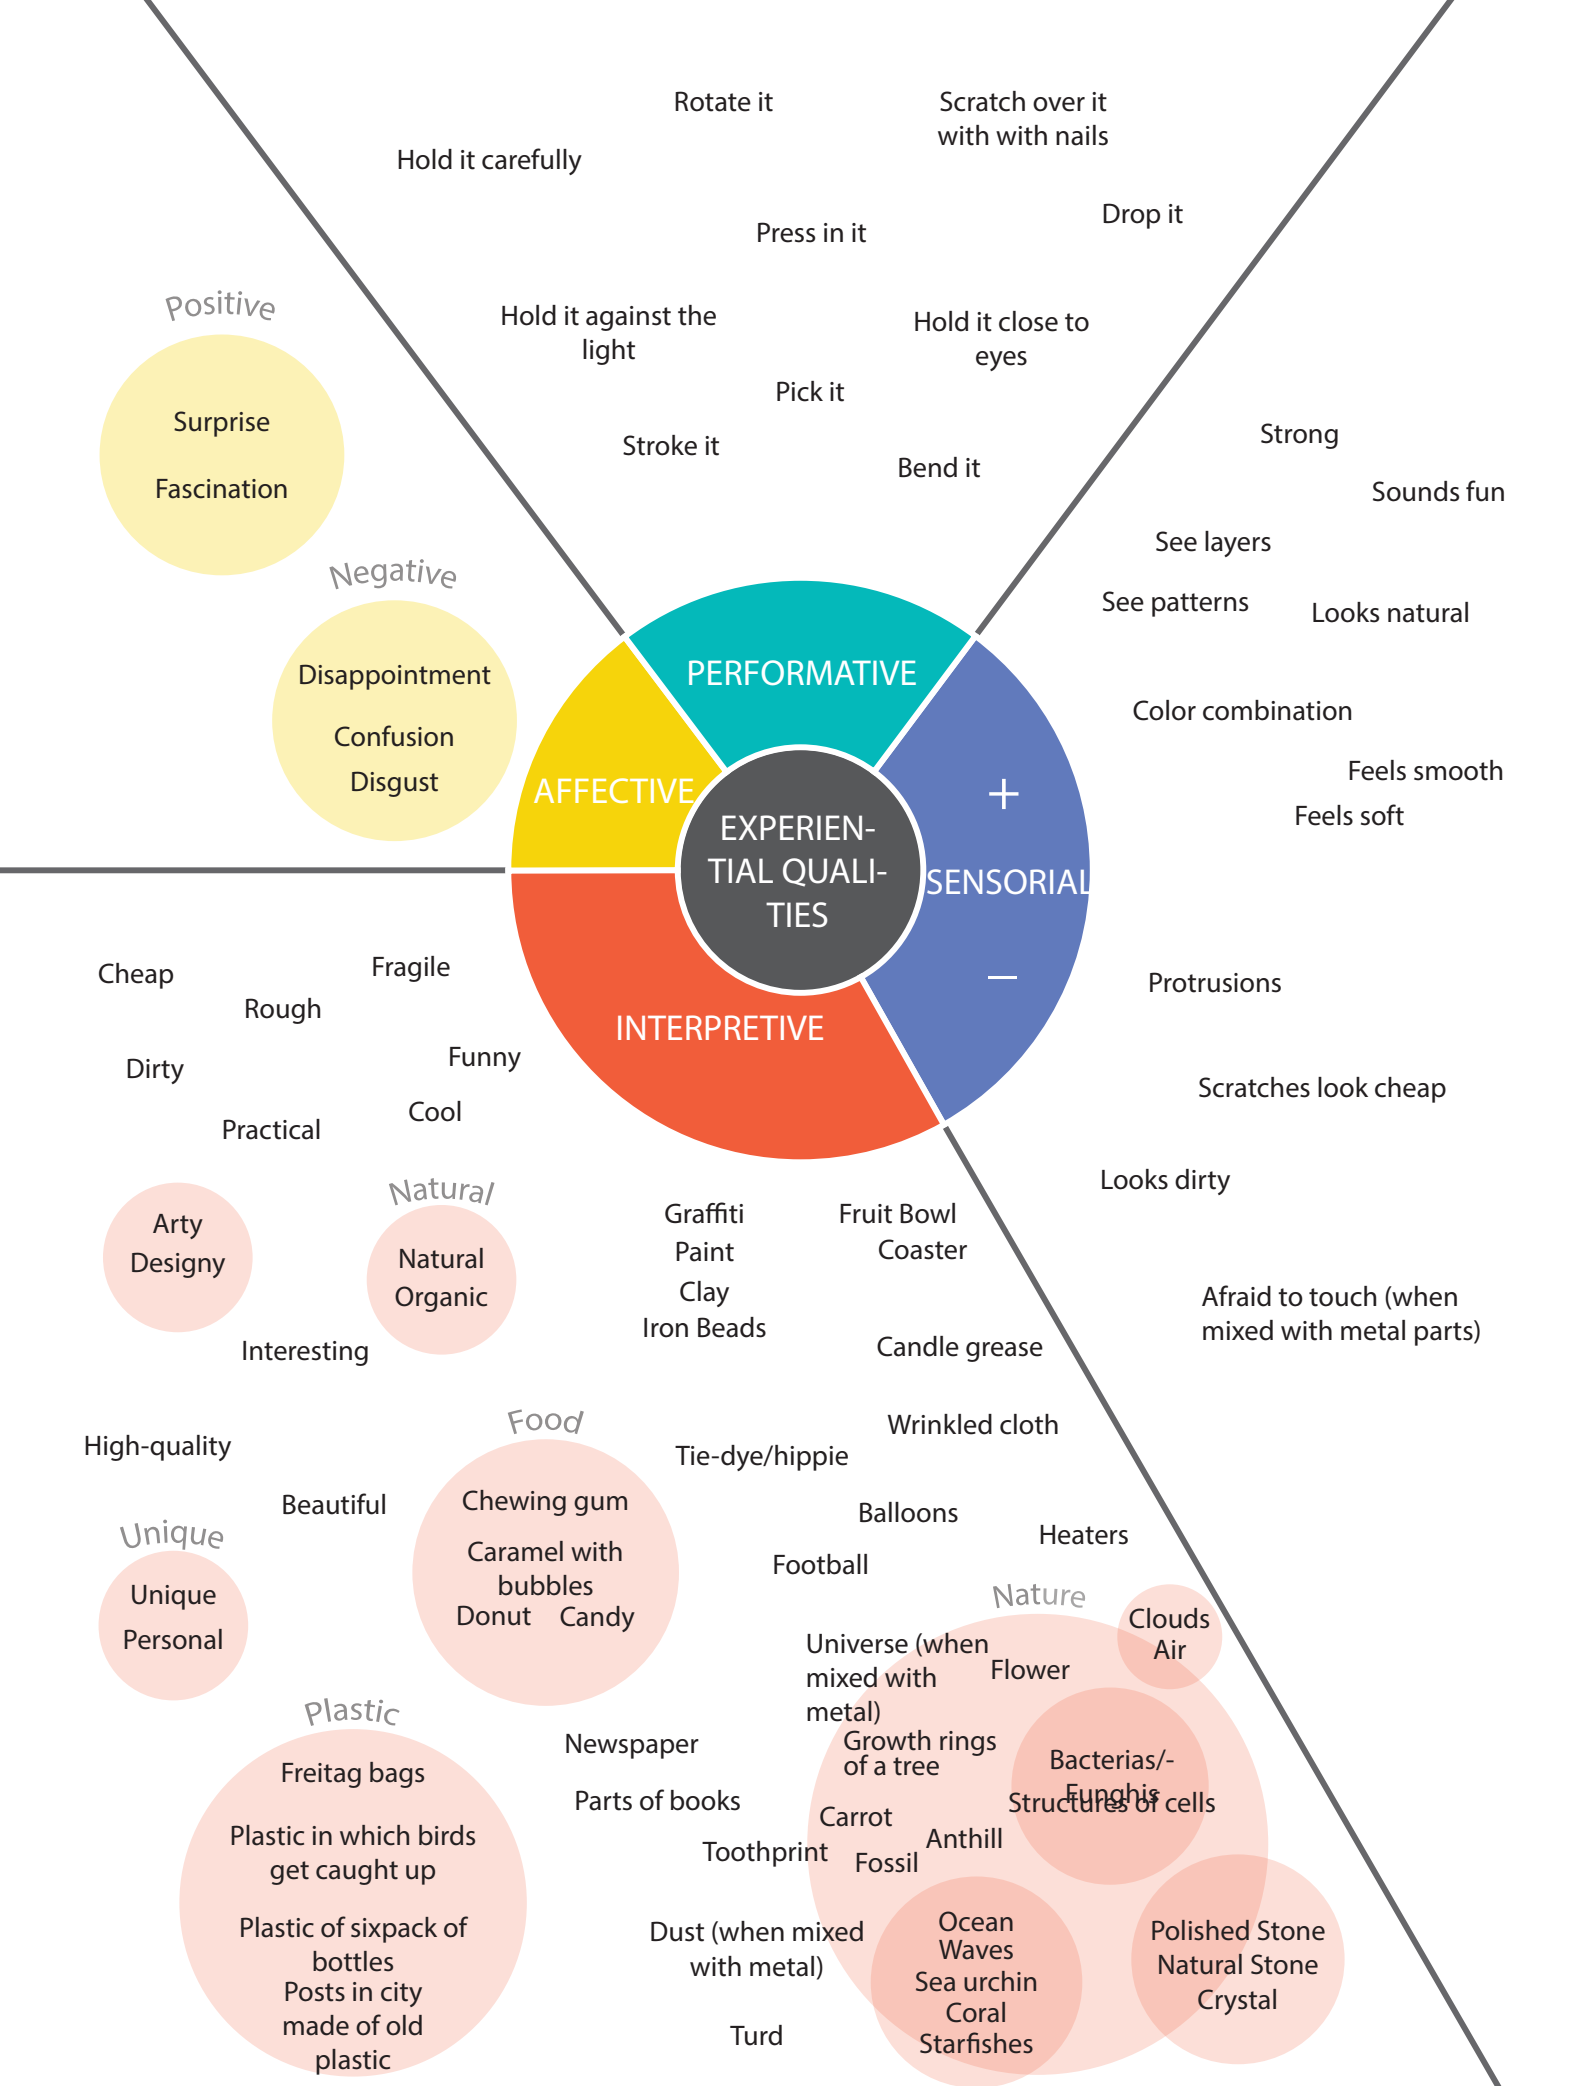 Rotate it
Scratch over it
with with nails
Hold it carefully
Drop it
Press in it
Hold it against the
light
Hold it close to
eyes
Pick it
Stroke it
Bend it
Positive
Surprise
Fascination
Negative
Disappointment
Confusion
Disgust
Strong
Sounds fun
See layers
See patterns
Looks natural
Color combination
Feels smooth
Feels soft
PERFORMATIVE
AFFECTIVE
EXPERIEN-
TIAL QUALI-
TIES
+
SENSORIAL
–
INTERPRETIVE
Protrusions
Scratches look cheap
Looks dirty
Afraid to touch (when
mixed with metal parts)
Cheap
Fragile
Rough
Funny
Dirty
Cool
Practical
Arty
Designy
Natural
Natural
Organic
Interesting
Graffiti
Paint
Clay
Iron Beads
Fruit Bowl
Coaster
Candle grease
Wrinkled cloth
Tie-dye/hippie
Balloons
Heaters
Football
High-quality
Beautiful
Food
Chewing gum
Caramel with
bubbles
Donut
Candy
Unique
Unique
Personal
Plastic
Freitag bags
Plastic in which birds
get caught up
Plastic of sixpack of
bottles
Posts in city
made of old
plastic
Newspaper
Parts of books
Toothprint
Dust (when mixed
with metal)
Turd
Nature
Clouds
Air
Universe (when
mixed with
metal)
Flower
Growth rings
of a tree
Bacterias/-
Funghis
Structures of cells
Carrot
Anthill
Fossil
Ocean
Waves
Sea urchin
Coral
Starfishes
Polished Stone
Natural Stone
Crystal